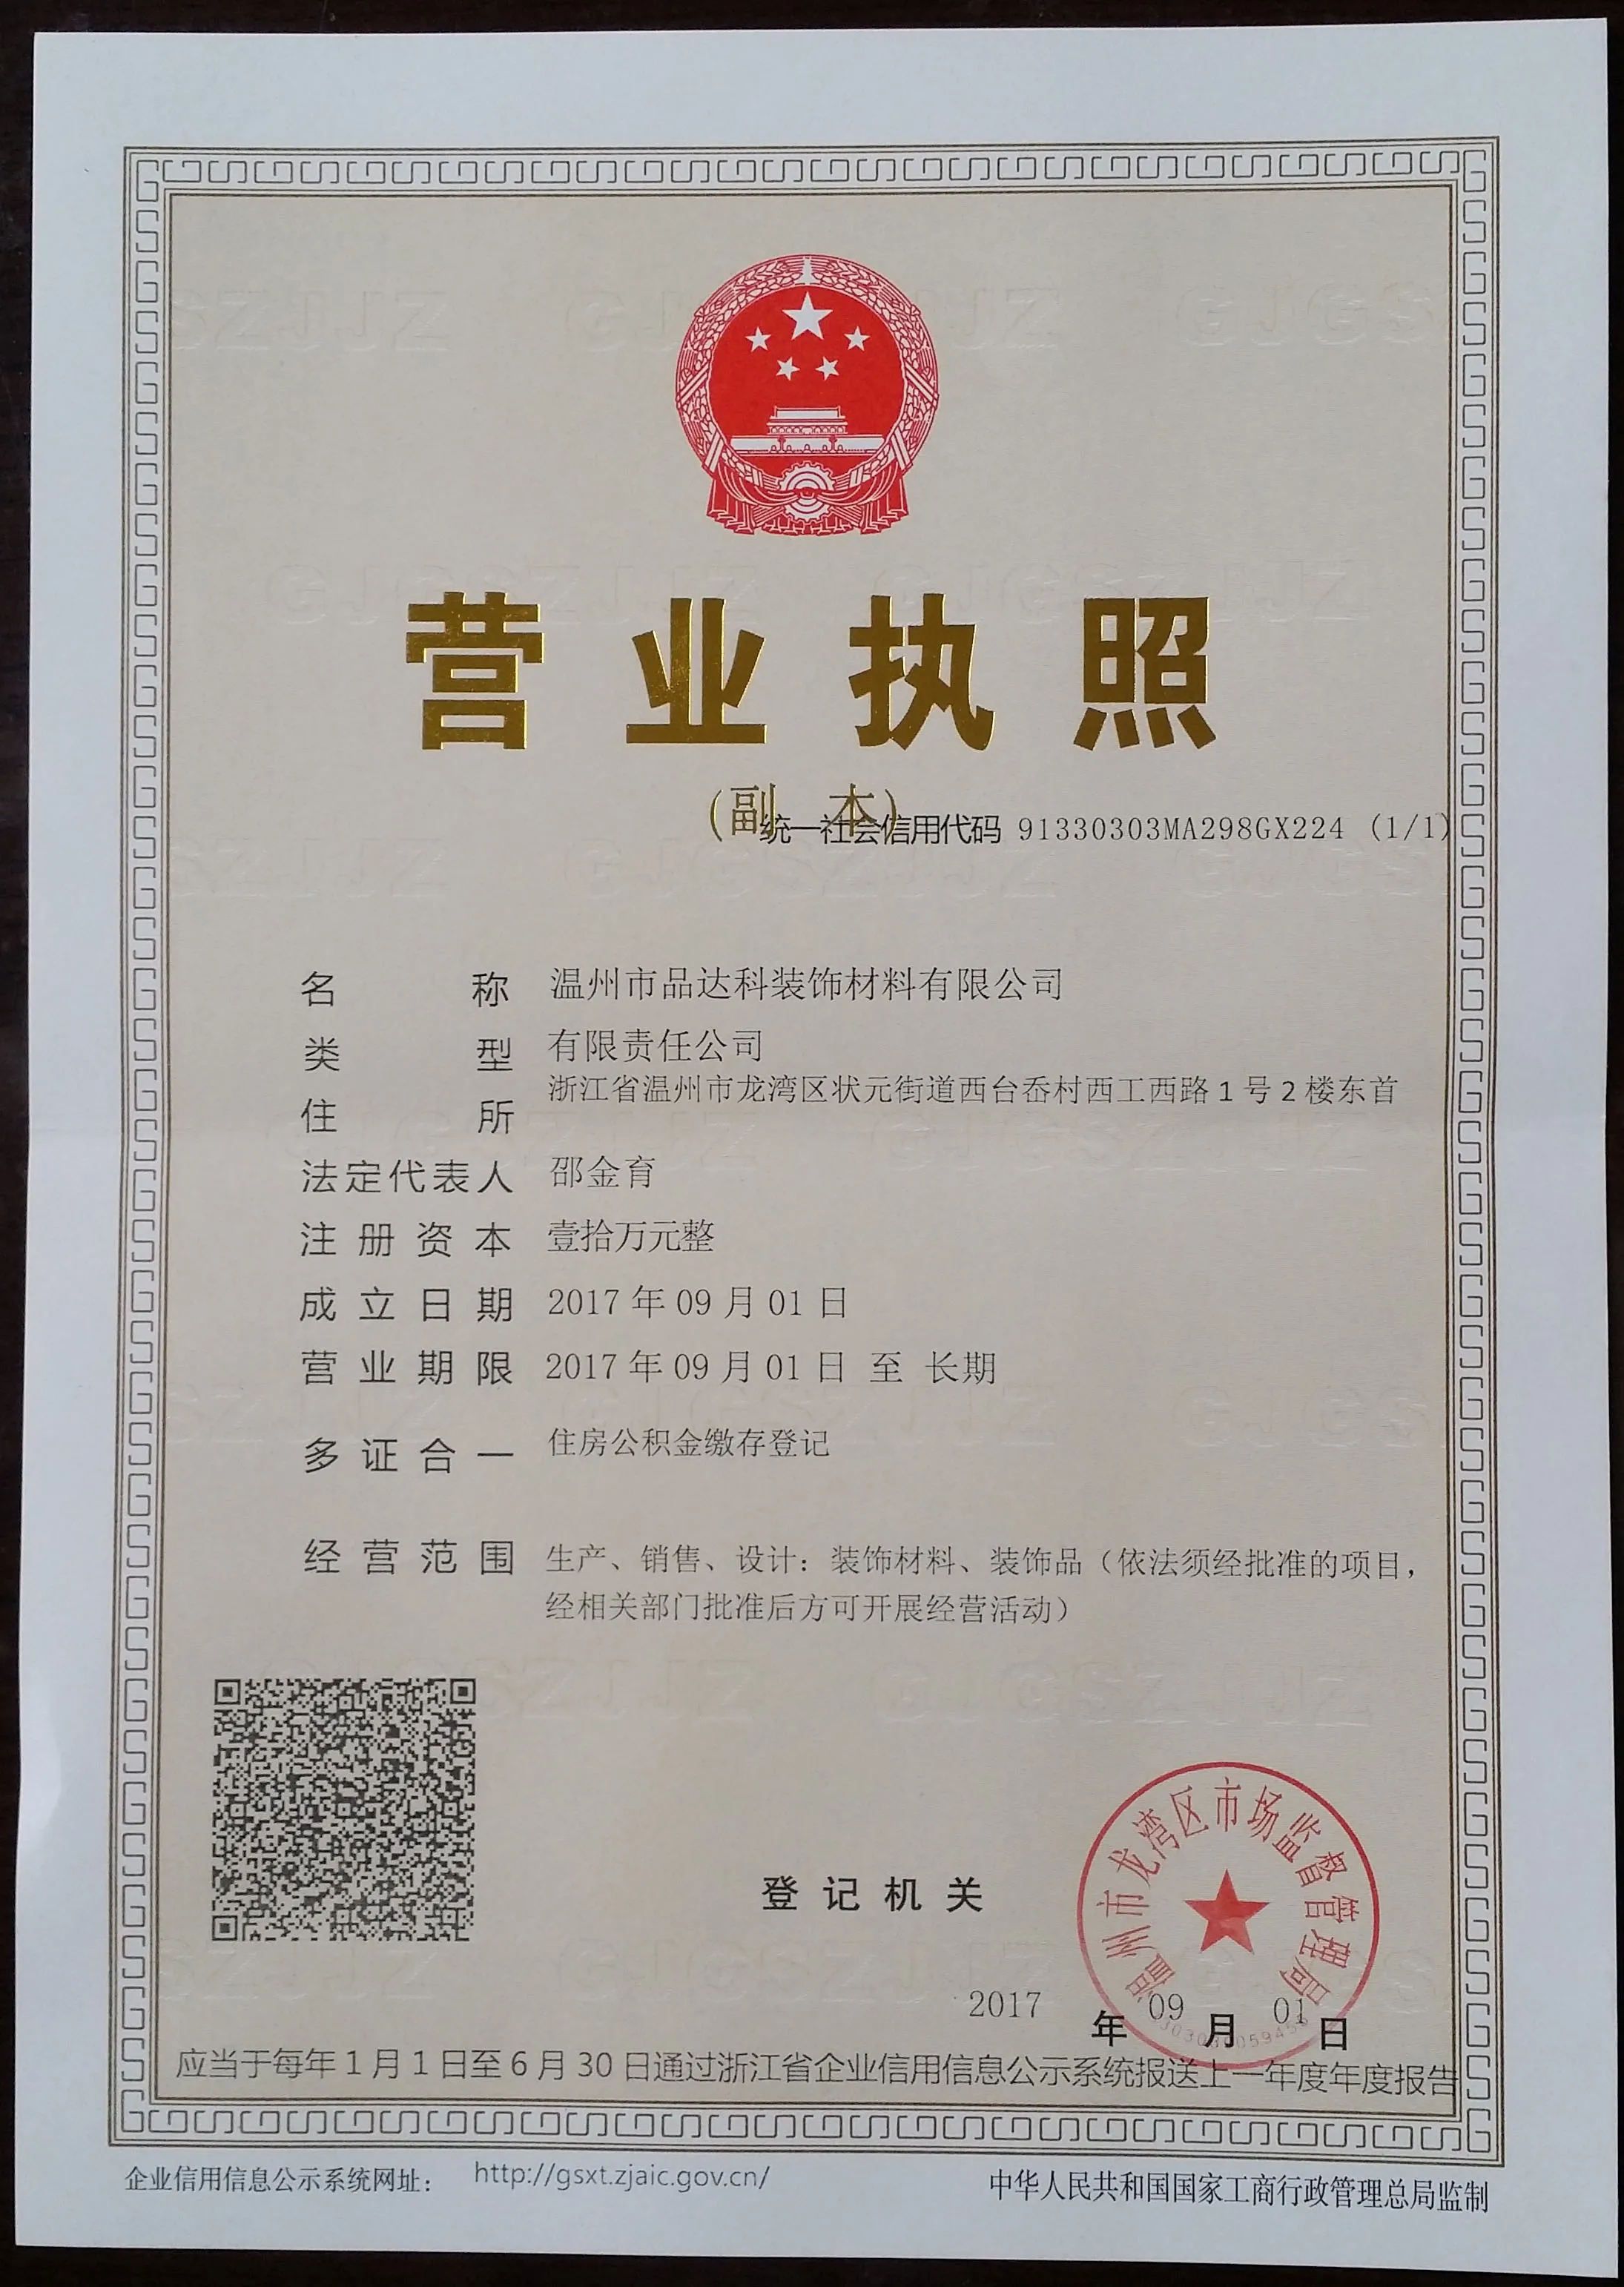 营业执照
(副 本)
统一社会信用代码 91330303MA298GX224 (1/1)
名 称 温州市品达科装饰材料有限公司
类 型 有限责任公司
住 所 浙江省温州市龙湾区状元街道西台岙村西工西路1号2楼东首
法定代表人 邵金育
注册资本 壹拾万元整
成立日期 2017年09月01日
营业期限 2017年09月01日 至 长期
多证合一 住房公积金缴存登记
经营范围 生产、销售、设计：装饰材料、装饰品（依法须经批准的项目，
经相关部门批准后方可开展经营活动）
温州市龙湾区市场监督管理局
登记机关
2017年09月01日
应当于每年1月1日至6月30日通过浙江省企业信用信息公示系统报送上一年度年度报告
企业信用信息公示系统网址： http://gsxt.zjaic.gov.cn/
中华人民共和国国家工商行政管理总局监制